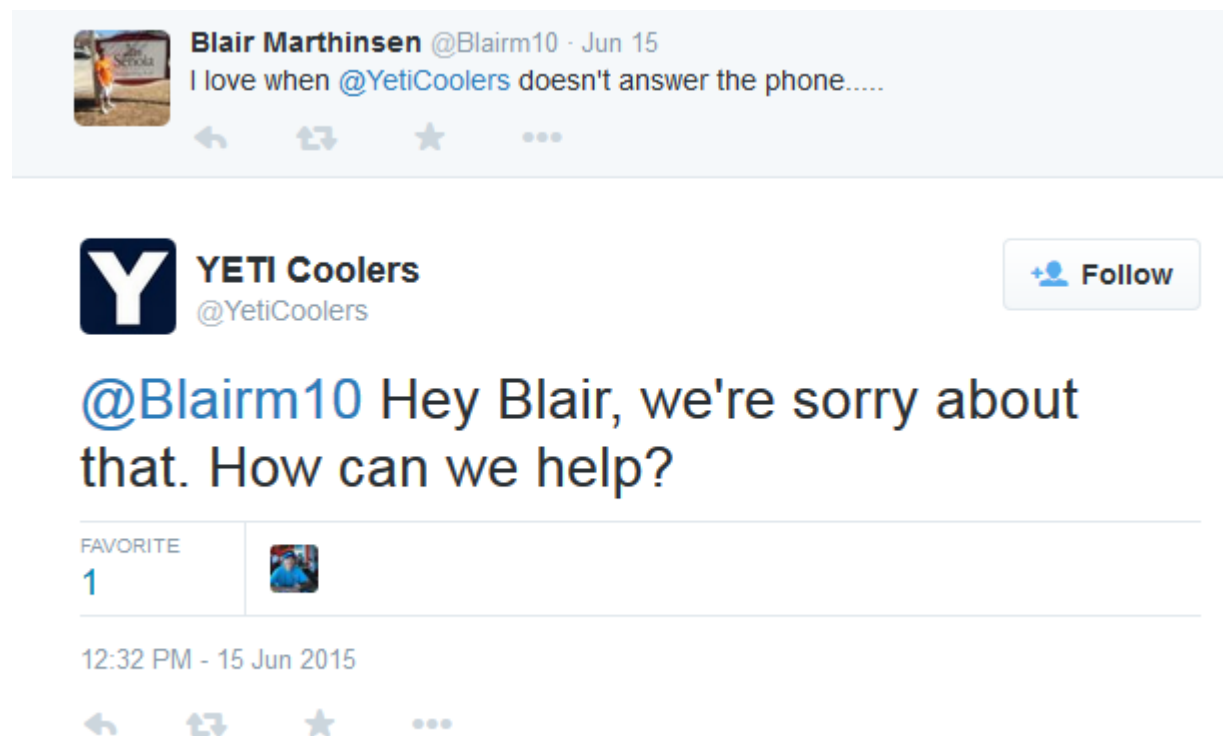 Blair Marthinsen @Blairm10 · Jun 15
I love when @YetiCoolers doesn't answer the phone.....
Senoia
Y
YETI Coolers
@YetiCoolers
Follow
@Blairm10 Hey Blair, we're sorry about
that. How can we help?
FAVORITE
1
12:32 PM - 15 Jun 2015